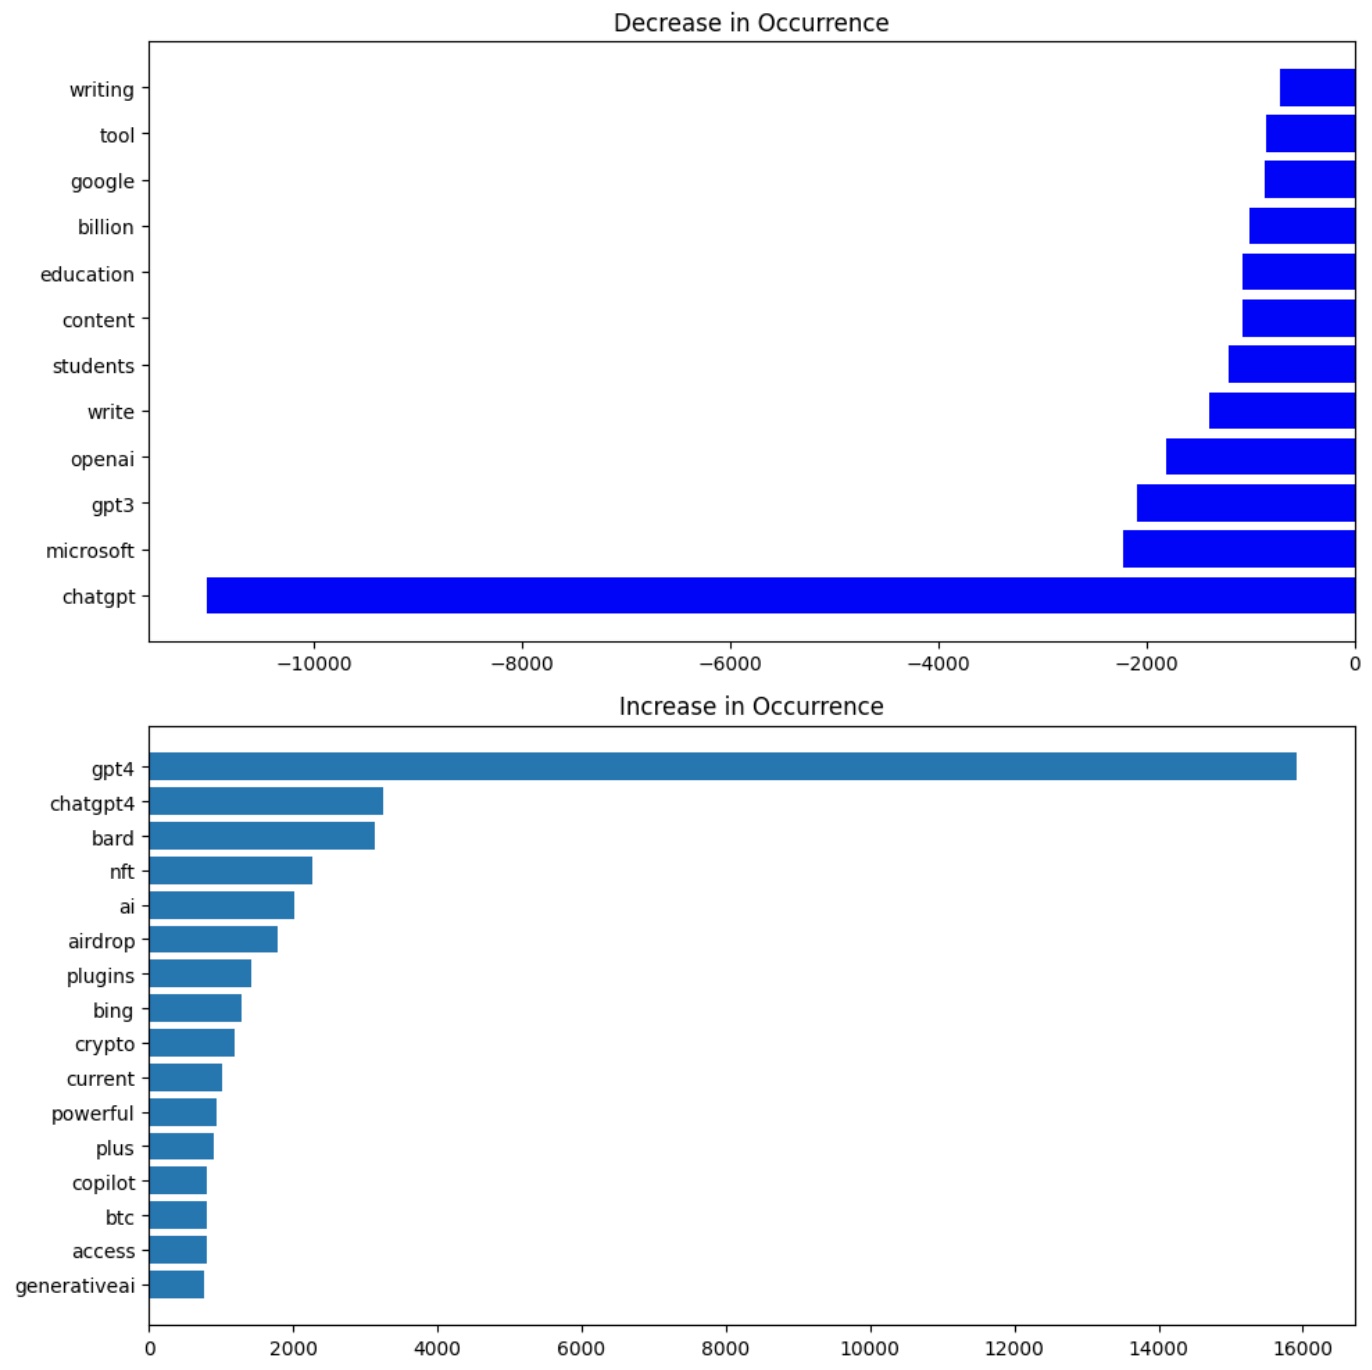 Decrease in Occurrence
writing
tool
google
billion
education
content
students
write
openai
gpt3
microsoft
chatgpt
−10000 −8000 −6000 −4000 −2000 0
Increase in Occurrence
gpt4
chatgpt4
bard
nft
ai
airdrop
plugins
bing
crypto
current
powerful
plus
copilot
btc
access
generativeai
0 2000 4000 6000 8000 10000 12000 14000 16000